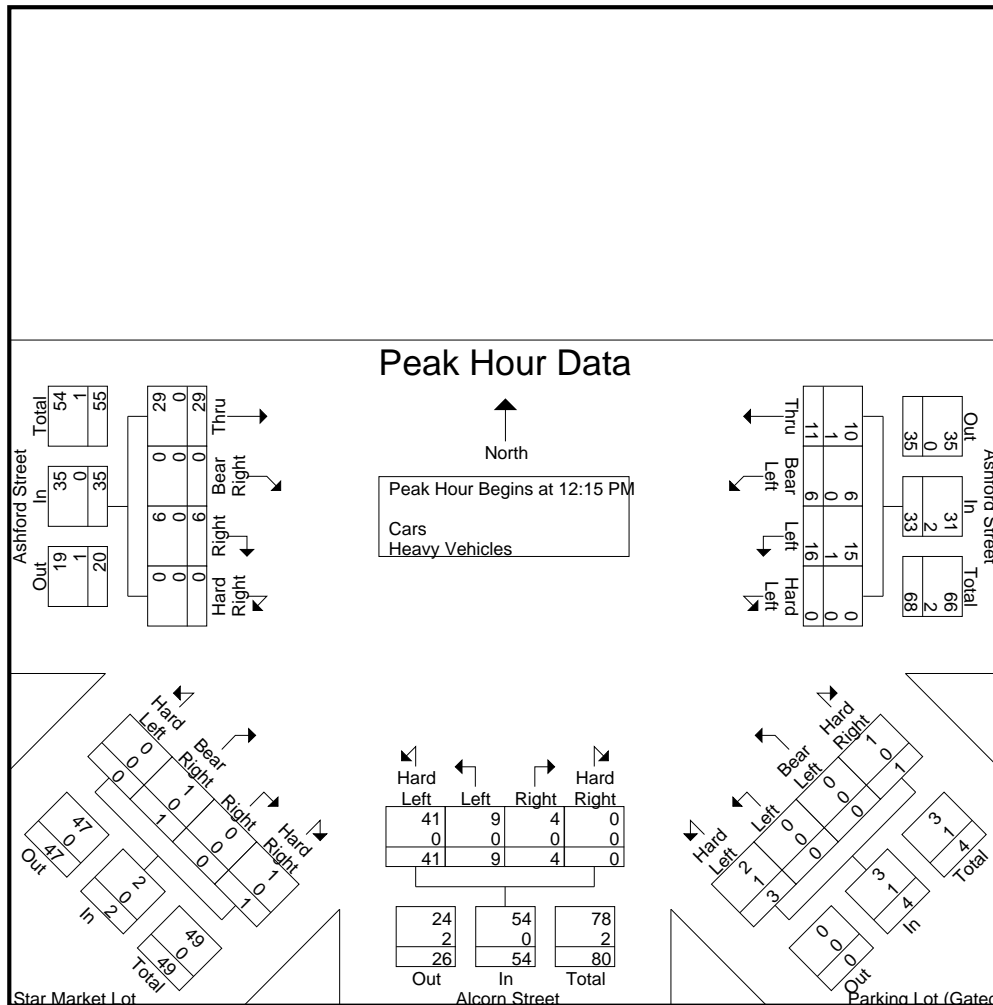 Peak Hour Data
North
Peak Hour Begins at 12:15 PM
Cars
Heavy Vehicles
Ashford Street
Total
54 1 55
In
35 0 35
Out
19 1 20
29 0 29
Thru
0 0 0
Bear
Right
6 0 6
Right
0 0 0
Hard
Right
Thru
10 1 11
Bear
Left
6 0 6
Left
15 1 16
Hard
Left
0 0 0
Ashford Street
Out
35 0 35
In
31 2 33
Total
66 2 68
Hard
Left
0 0 0
Bear
Right
1 0 1
Right
0 0 0
Hard
Right
1 0 1
47 0 47
Out
2 0 2
In
49 0 49
Total
Star Market Lot
Hard
Left
Left
Right
Hard
Right
41 9 4 0
0 0 0 0
41 9 4 0
24 54 78
2 0 2
26 54 80
Out In Total
Alcorn Street
Hard
Right
1 0 1
Bear
Left
0 0 0
Left
0 0 0
Hard
Left
2 1 3
3 1 4
Total
3 1 4
In
0 0 0
Out
Parking Lot (Gated